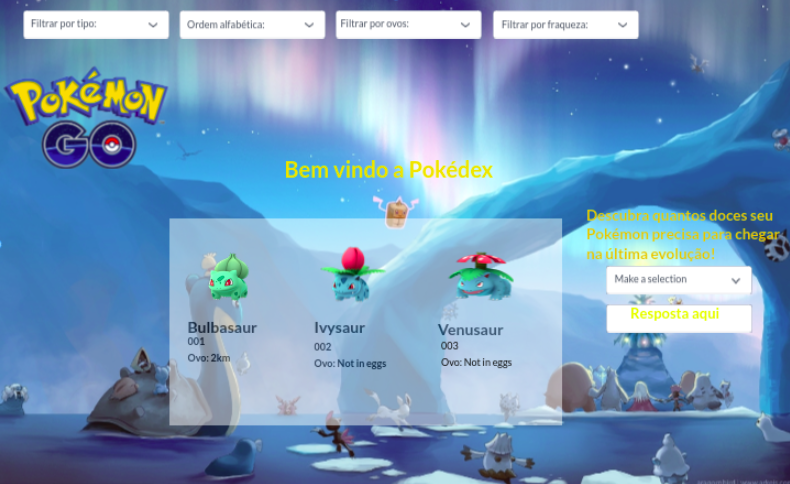 Filtrar por tipo:
Ordem alfabética:
Filtrar por ovos:
Filtrar por fraqueza:
POKéMON
GO
Bem vindo a Pokédex
Descubra quantos doces seu
Pokémon precisa para chegar
na última evolução!
Make a selection
Resposta aqui
Bulbasaur
001
Ovo: 2km
Ivysaur
002
Ovo: Not in eggs
Venusaur
003
Ovo: Not in eggs